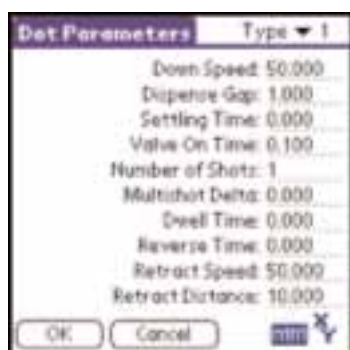 Dot Parameters Type 1
Down Speed: 50.000
Dispense Gap: 1.000
Settling Time: 0.000
Valve On Time: 0.100
Number of Shots: 1
Multishot Delta: 0.000
Dwell Time: 0.000
Reverse Time: 0.000
Retract Speed: 50.000
Retract Distance: 10.000
OK Cancel mm XY